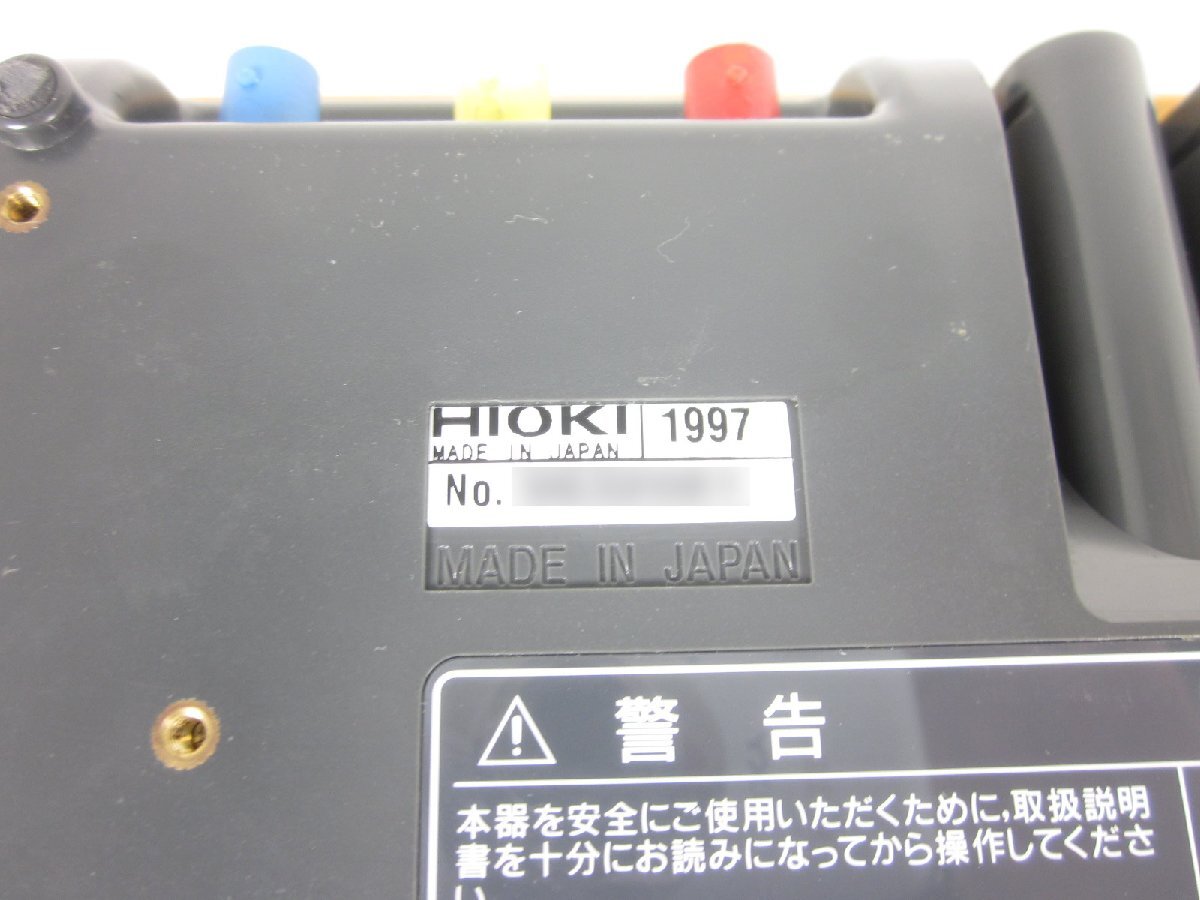 HIOKI 1997
MADE IN JAPAN
No.
MADE IN JAPAN
警告
本器を安全にご使用いただくために,取扱説明
書を十分にお読みになってから操作してくださ
い